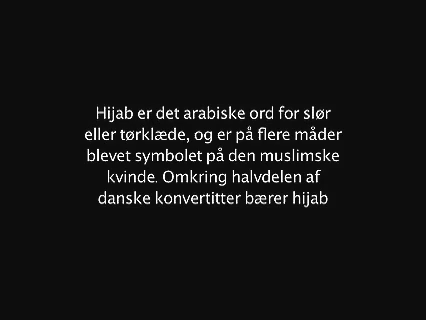 Hijab er det arabiske ord for slør
eller tørklæde, og er på flere måder
blevet symbolet på den muslimske
kvinde. Omkring halvdelen af
danske konvertitter bærer hijab